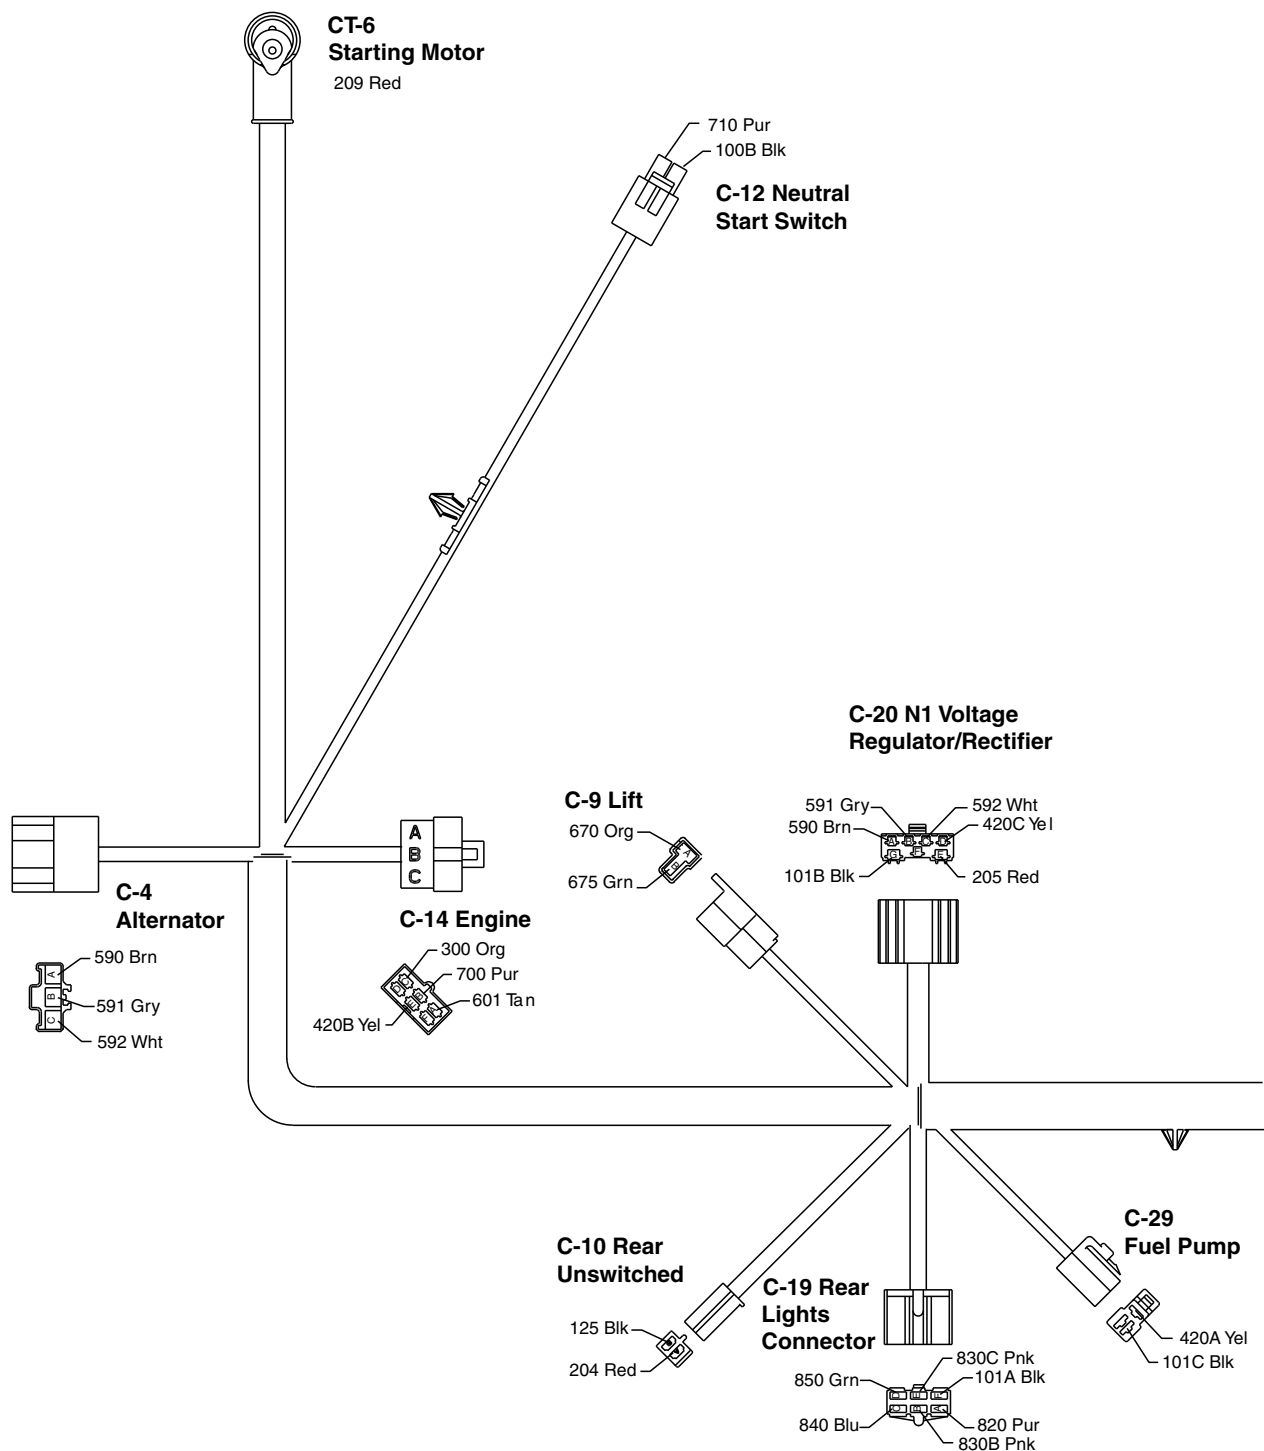 CT-6
Starting Motor
209 Red
710 Pur
100B Blk
C-12 Neutral
Start Switch
C-20 N1 Voltage
Regulator/Rectifier
591 Gry
592 Wht
590 Brn
420C Yel
101B Blk
205 Red
C-9 Lift
670 Org
675 Grn
A
B
A
B
C
C-4
Alternator
590 Brn
591 Gry
592 Wht
A
B
C
C-14 Engine
300 Org
700 Pur
601 Tan
420B Yel
C-10 Rear
Unswitched
125 Blk
204 Red
C-19 Rear
Lights
Connector
830C Pnk
850 Grn
101A Blk
840 Blu
820 Pur
830B Pnk
C-29
Fuel Pump
420A Yel
101C Blk